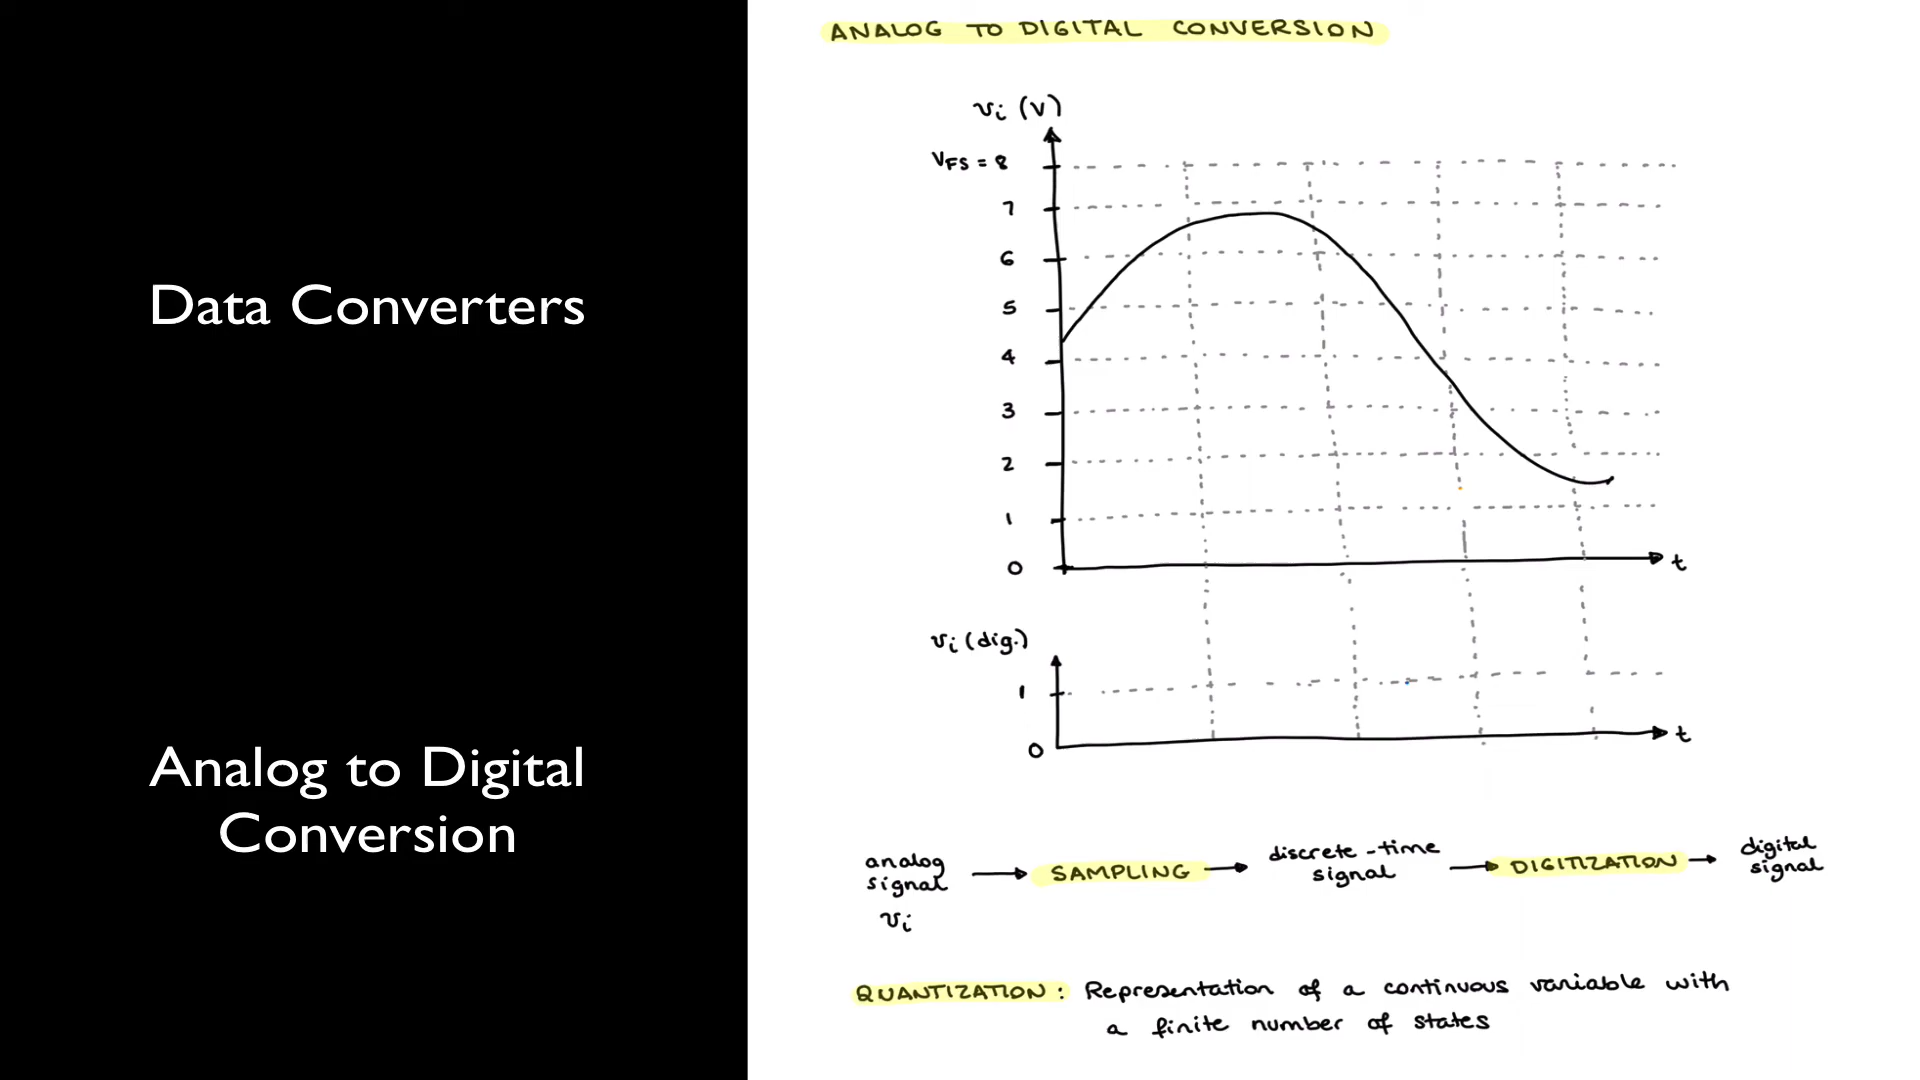 Data Converters
Analog to Digital
Conversion
ANALOG TO DIGITAL CONVERSION
vi (V)
VFS = 8
7
6
5
4
3
2
1
0
t
vi (dig.)
1
0
t
analog
signal
vi
SAMPLING
discrete-time
signal
DIGITIZATION
digital
signal
QUANTIZATION: Representation of a continuous variable with
a finite number of states